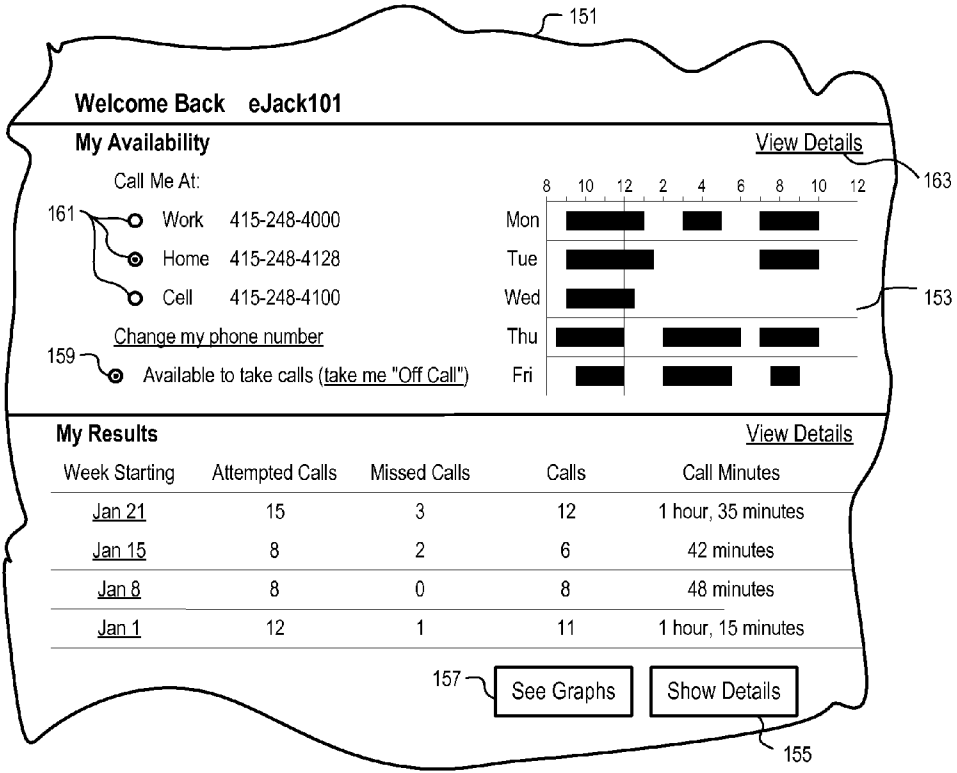 151
Welcome Back eJack101
My Availability View Details
163
Call Me At:
8 10 12 2 4 6 8 10 12
161
Work 415-248-4000 Mon
Home 415-248-4128 Tue
Cell 415-248-4100 Wed
153
Change my phone number Thu
159
Available to take calls (take me "Off Call") Fri
My Results View Details
Week Starting Attempted Calls Missed Calls Calls Call Minutes
Jan 21 15 3 12 1 hour, 35 minutes
Jan 15 8 2 6 42 minutes
Jan 8 8 0 8 48 minutes
Jan 1 12 1 11 1 hour, 15 minutes
157
See Graphs Show Details
155